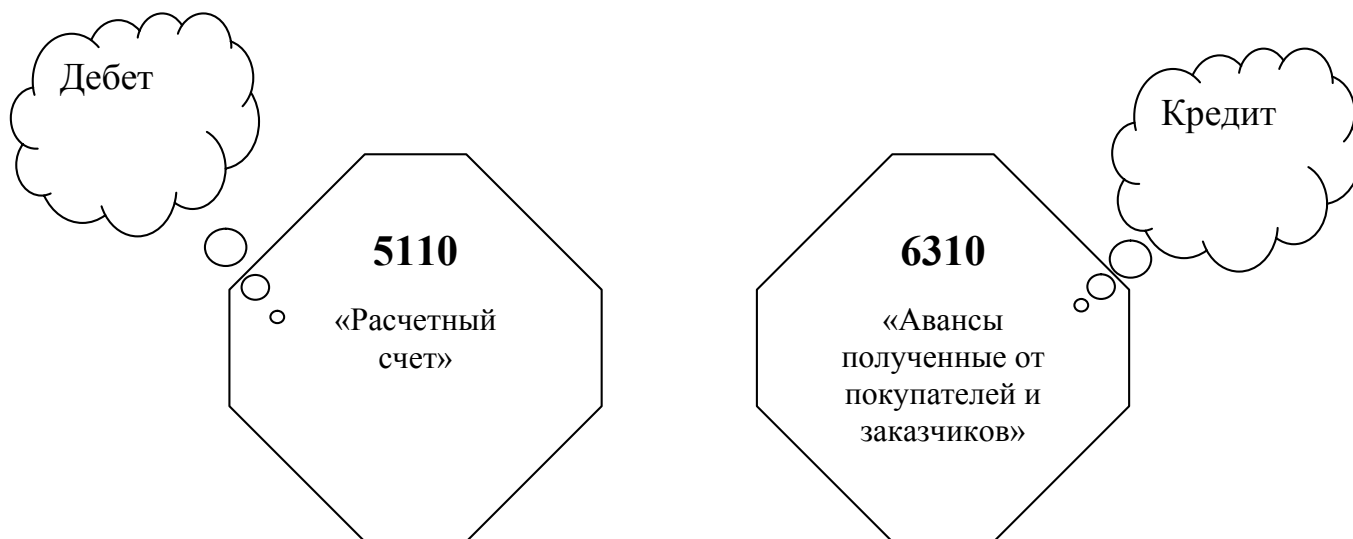 Дебет
Кредит
5110
«Расчетный
счет»
6310
«Авансы
полученные от
покупателей и
заказчиков»